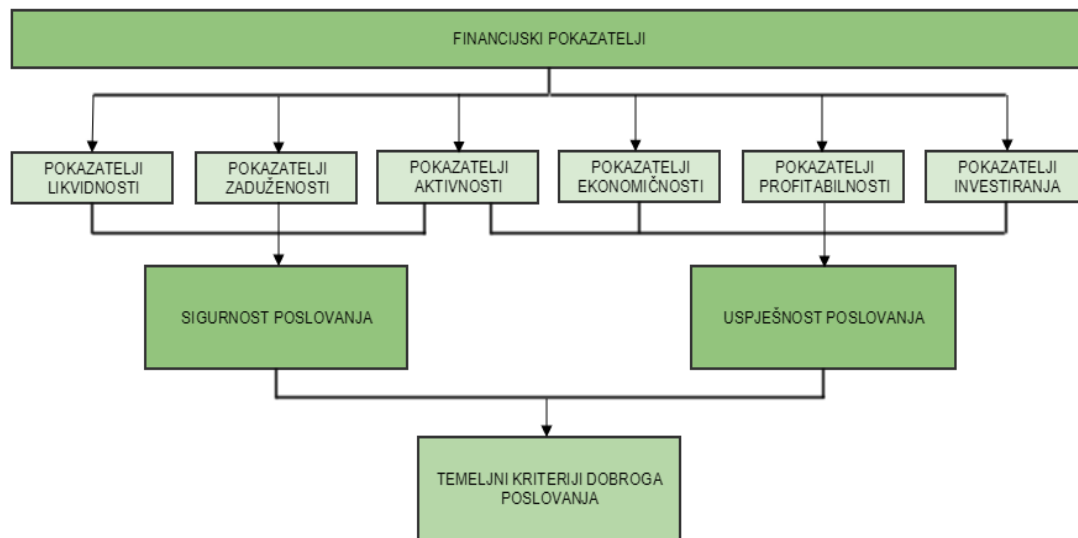 FINANCIJSKI POKAZATELJI
POKAZATELJI
LIKVIDNOSTI
POKAZATELJI
ZADUŽENOSTI
POKAZATELJI
AKTIVNOSTI
POKAZATELJI
EKONOMIČNOSTI
POKAZATELJI
PROFITABILNOSTI
POKAZATELJI
INVESTIRANJA
SIGURNOST POSLOVANJA
USPJEŠNOST POSLOVANJA
TEMELJNI KRITERIJI DOBROGA
POSLOVANJA